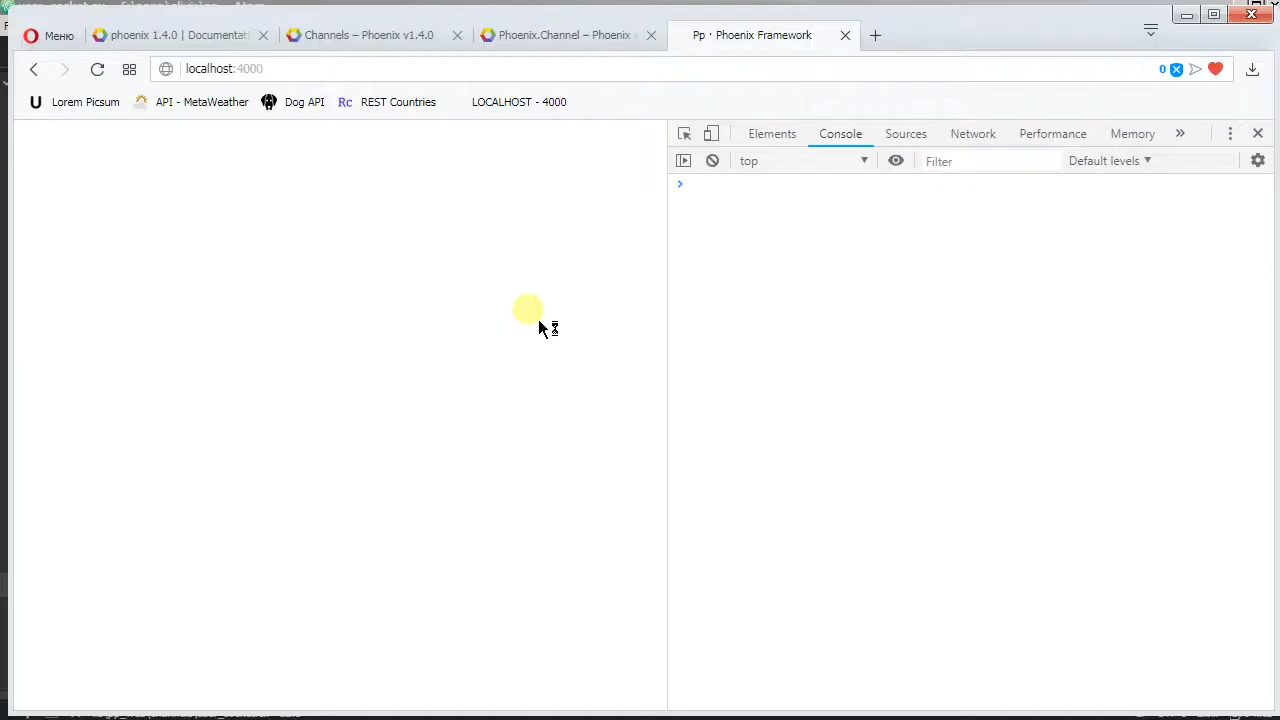 Меню
phoenix 1.4.0 | Documentat
Channels – Phoenix v1.4.0
Phoenix.Channel – Phoenix v
Pp · Phoenix Framework
localhost:4000
0
U Lorem Picsum
API - MetaWeather
Dog API
Rc REST Countries
LOCALHOST - 4000
Elements
Console
Sources
Network
Performance
Memory
top
Filter
Default levels